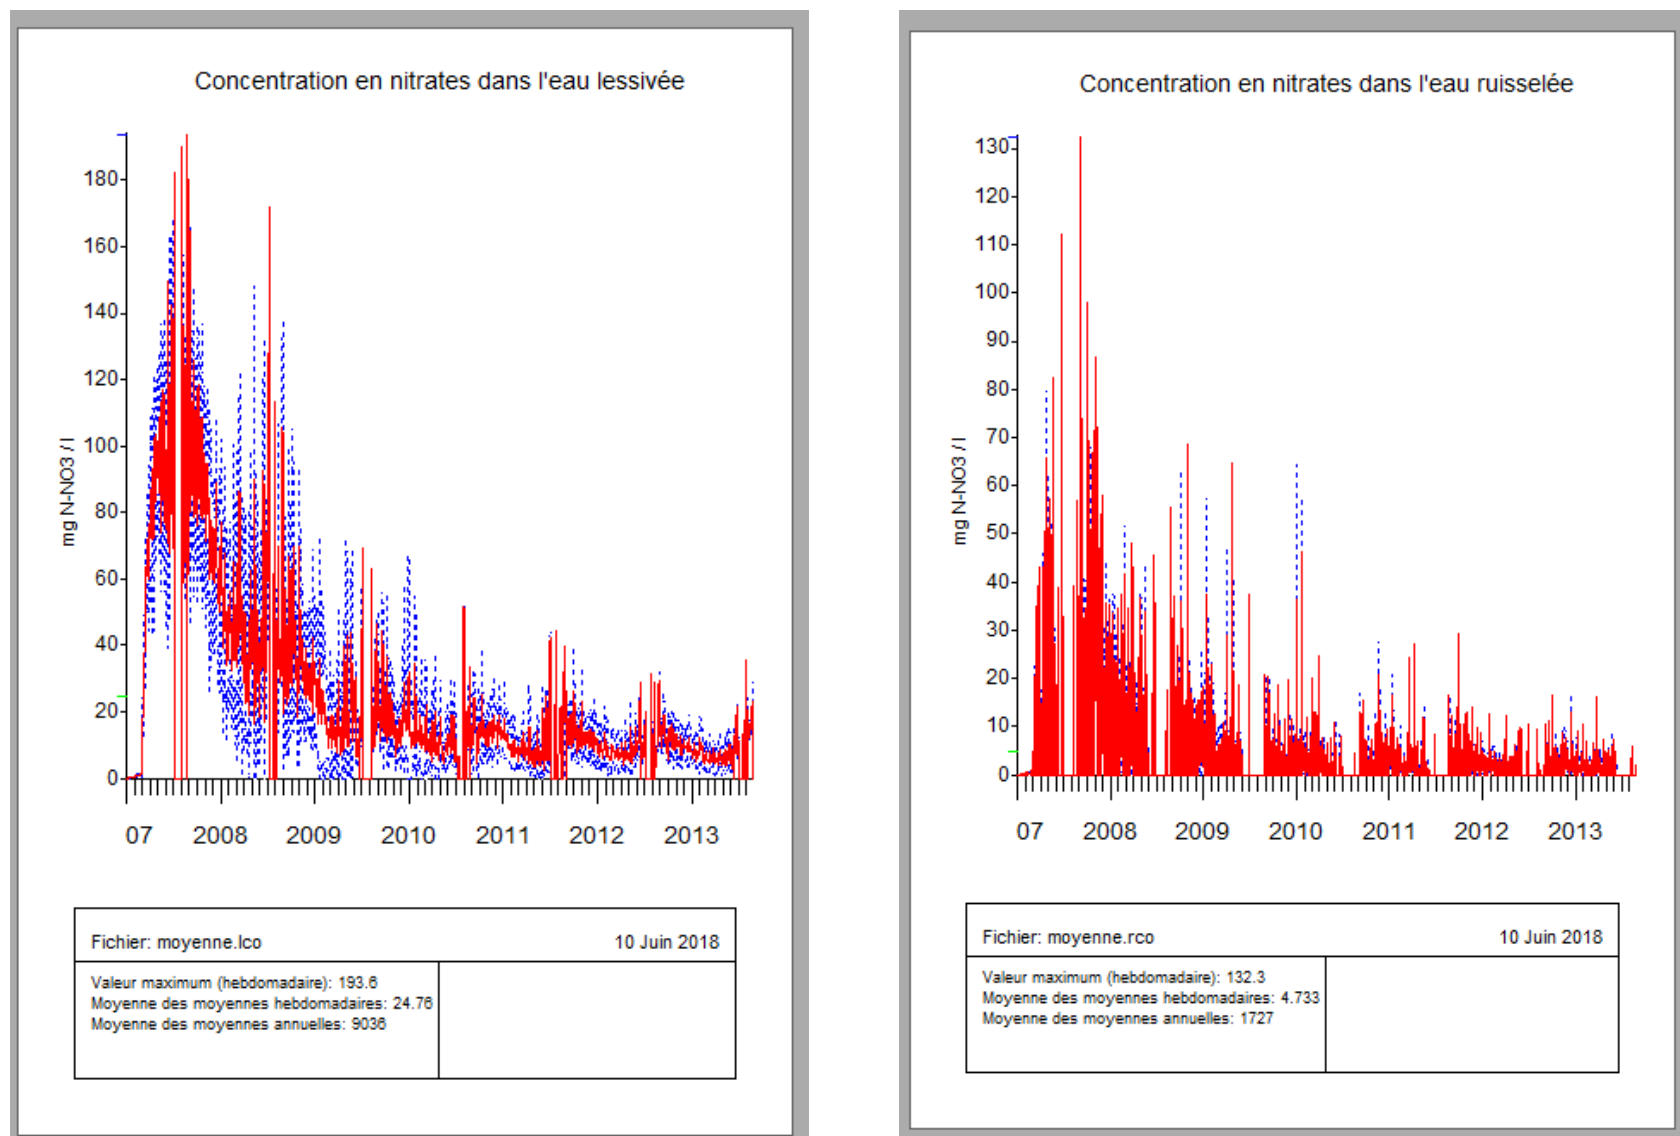 Concentration en nitrates dans l'eau lessivée
180
160
140
120
100
80
60
40
20
0
mg N-NO3 / l
07 2008 2009 2010 2011 2012 2013
Fichier: moyenne.lco 10 Juin 2018
Valeur maximum (hebdomadaire): 193.6
Moyenne des moyennes hebdomadaires: 24.76
Moyenne des moyennes annuelles: 9036
Concentration en nitrates dans l'eau ruisselée
130
120
110
100
90
80
70
60
50
40
30
20
10
0
mg N-NO3 / l
07 2008 2009 2010 2011 2012 2013
Fichier: moyenne.rco 10 Juin 2018
Valeur maximum (hebdomadaire): 132.3
Moyenne des moyennes hebdomadaires: 4.733
Moyenne des moyennes annuelles: 1727